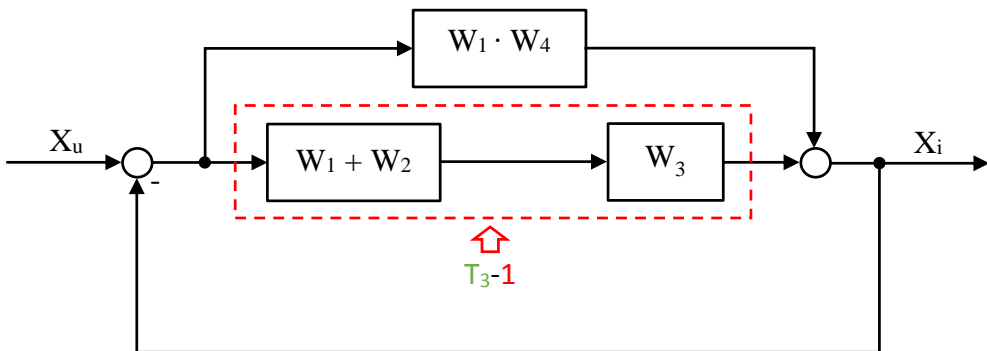 W₁ · W₄
Xᵤ
W₁ + W₂
W₃
Xᵢ
-
T₃-1